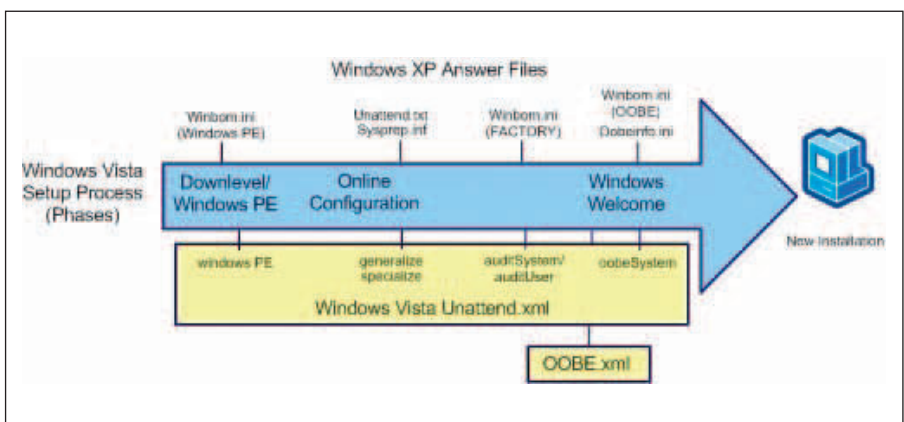 Windows XP Answer Files
Winbom.ini
(Windows PE)
Unattend.txt
Sysprep.inf
Winbom.ini
(FACTORY)
Winbom.ini
(OOBE)
Oobeinfo.ini
Windows Vista
Setup Process
(Phases)
Downlevel/
Windows PE
Online
Configuration
Windows
Welcome
New Installation
windows PE
generalize
specialize
auditSystem/
auditUser
oobeSystem
Windows Vista Unattend.xml
OOBE.xml